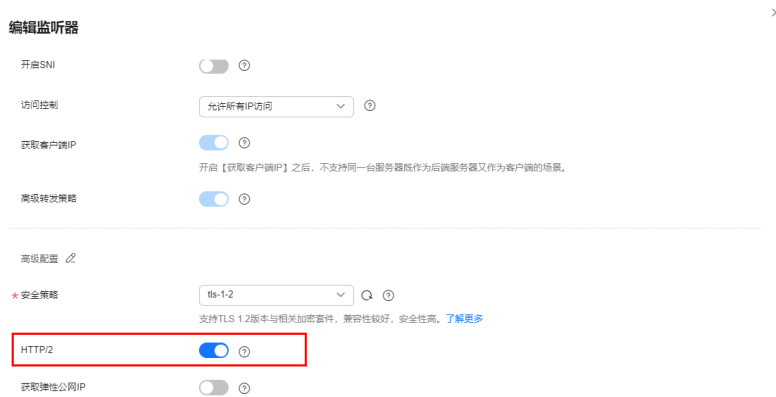 编辑监听器
开启SNI
访问控制 允许所有IP访问
获取客户端IP
开启【获取客户端IP】之后，不支持同一台服务器既作为后端服务器又作为客户端的场景。
高级转发策略
高级配置
* 安全策略 tls-1-2
支持TLS 1.2版本与相关加密套件，兼容性较好，安全性高。了解更多
HTTP/2
获取弹性公网IP